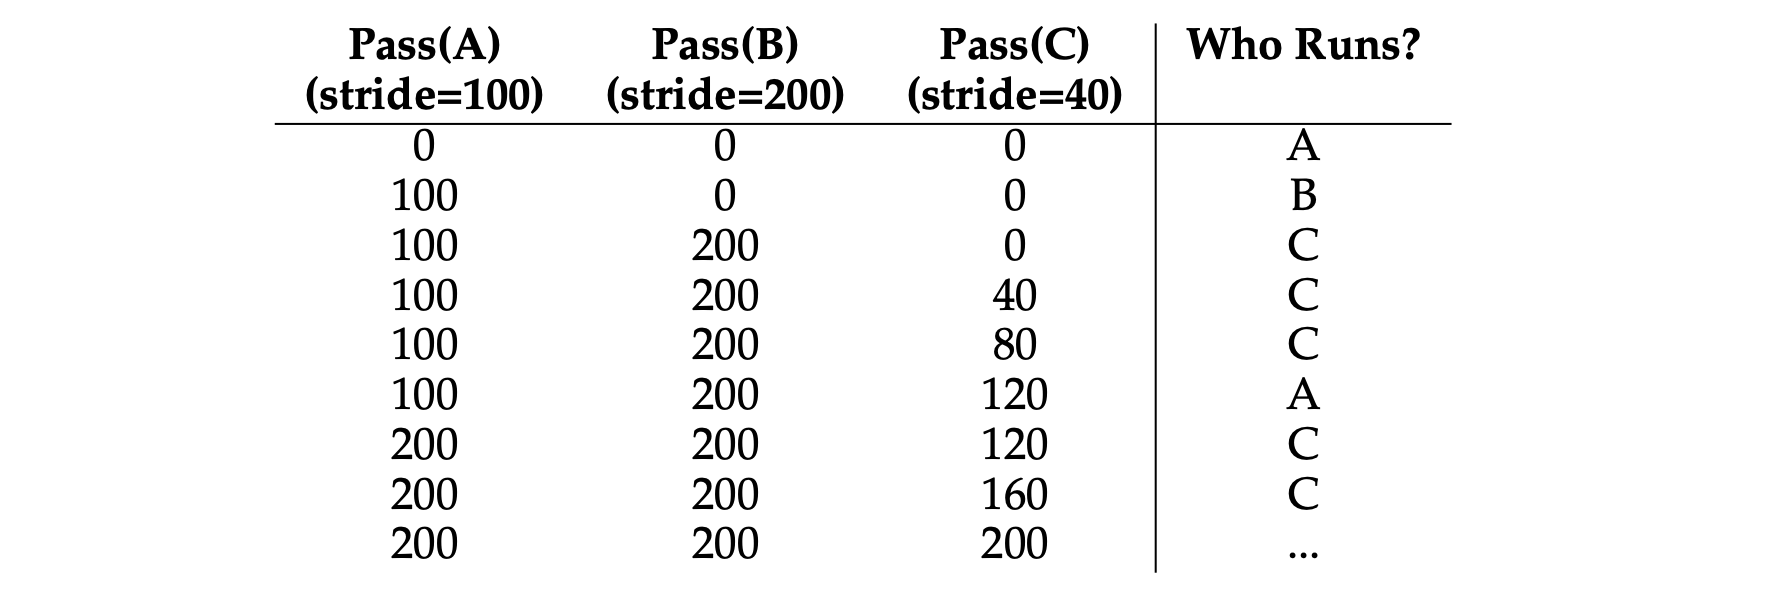 Pass(A) Pass(B) Pass(C) Who Runs?
(stride=100) (stride=200) (stride=40)
0 0 0 A
100 0 0 B
100 200 0 C
100 200 40 C
100 200 80 C
100 200 120 A
200 200 120 C
200 200 160 C
200 200 200 ...